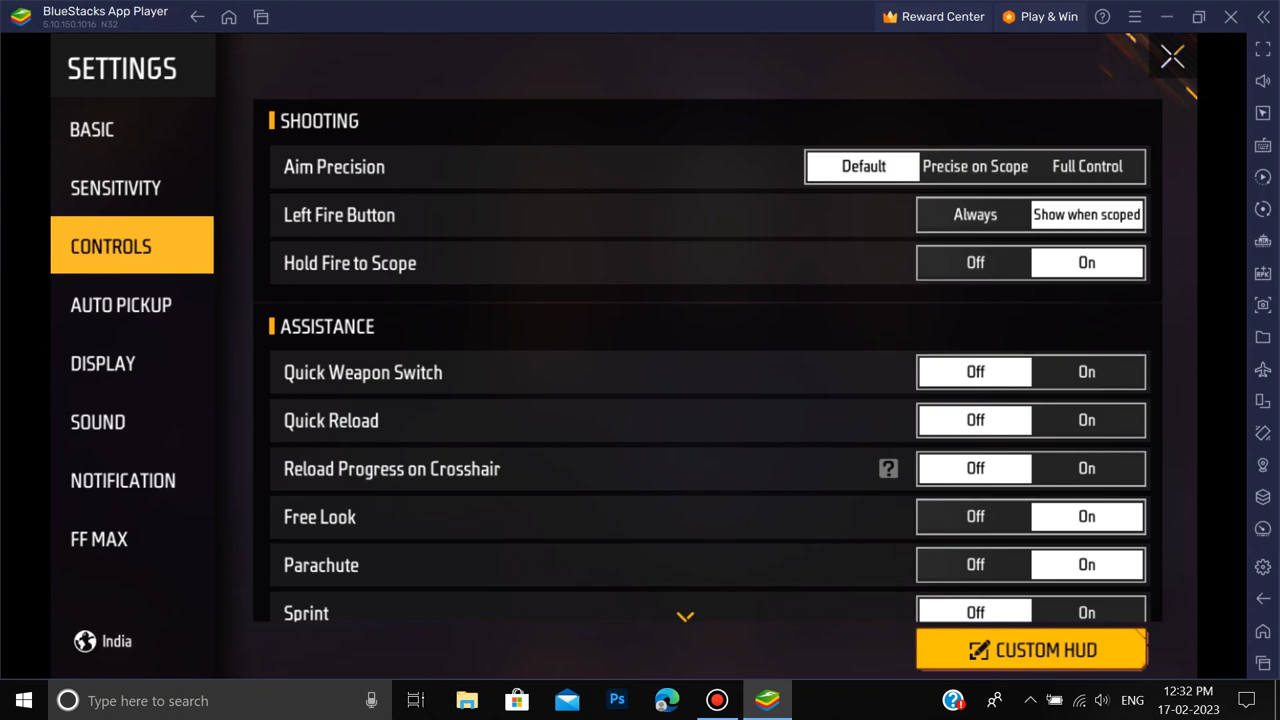 BlueStacks App Player
5.10.150.1016 N32
Reward Center
Play & Win
SETTINGS
BASIC
SENSITIVITY
CONTROLS
AUTO PICKUP
DISPLAY
SOUND
NOTIFICATION
FF MAX
India
SHOOTING
Aim Precision Default Precise on Scope Full Control
Left Fire Button Always Show when scoped
Hold Fire to Scope Off On
ASSISTANCE
Quick Weapon Switch Off On
Quick Reload Off On
Reload Progress on Crosshair ? Off On
Free Look Off On
Parachute Off On
Sprint Off On
CUSTOM HUD
Type here to search
Ps
ENG
12:32 PM
17-02-2023